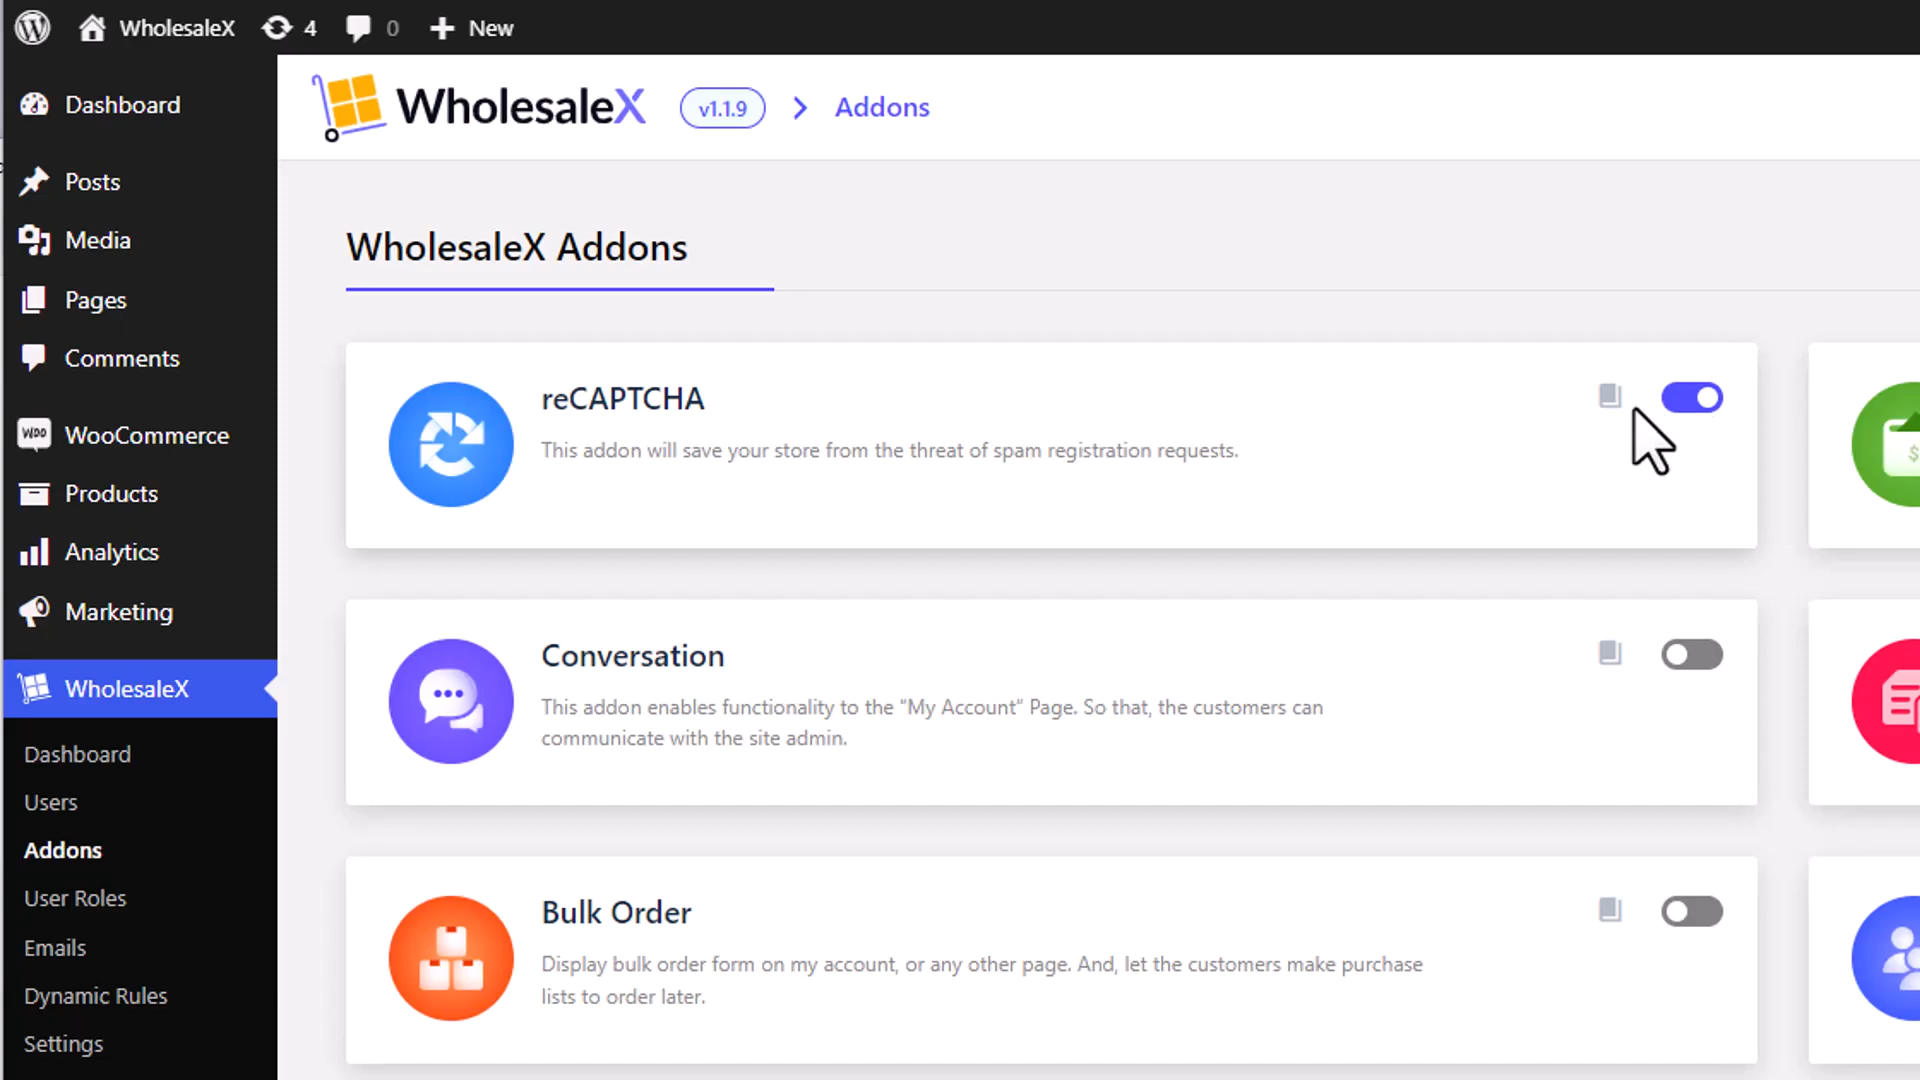 WholesaleX 4 0 New
Dashboard
Posts
Media
Pages
Comments
WOO WooCommerce
Products
Analytics
Marketing
WholesaleX
Dashboard
Users
Addons
User Roles
Emails
Dynamic Rules
Settings
WholesaleX v1.1.9 Addons
WholesaleX Addons
reCAPTCHA
This addon will save your store from the threat of spam registration requests.
$
Conversation
This addon enables functionality to the “My Account” Page. So that, the customers can
communicate with the site admin.
Bulk Order
Display bulk order form on my account, or any other page. And, let the customers make purchase
lists to order later.